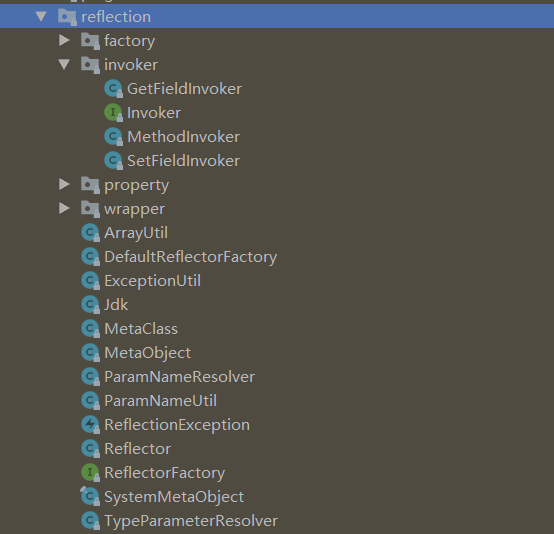 reflection
factory
invoker
GetFieldInvoker
Invoker
MethodInvoker
SetFieldInvoker
property
wrapper
ArrayUtil
DefaultReflectorFactory
ExceptionUtil
Jdk
MetaClass
MetaObject
ParamNameResolver
ParamNameUtil
ReflectionException
Reflector
ReflectorFactory
SystemMetaObject
TypeParameterResolver